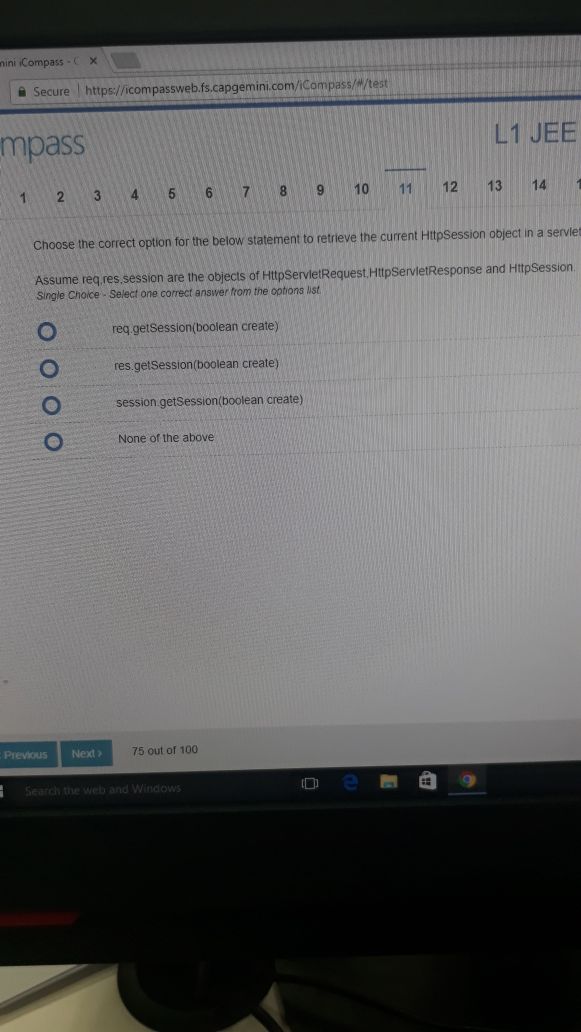 mini iCompass - C
Secure https://icompassweb.fs.capgemini.com/iCompass/#/test
mpass
L1 JEE
1 2 3 4 5 6 7 8 9 10 11 12 13 14 1
Choose the correct option for the below statement to retrieve the current HttpSession object in a servlet
Assume req,res,session are the objects of HttpServletRequest,HttpServletResponse and HttpSession.
Single Choice - Select one correct answer from the options list.
req.getSession(boolean create)
res.getSession(boolean create)
session.getSession(boolean create)
None of the above
Previous Next > 75 out of 100
Search the web and Windows